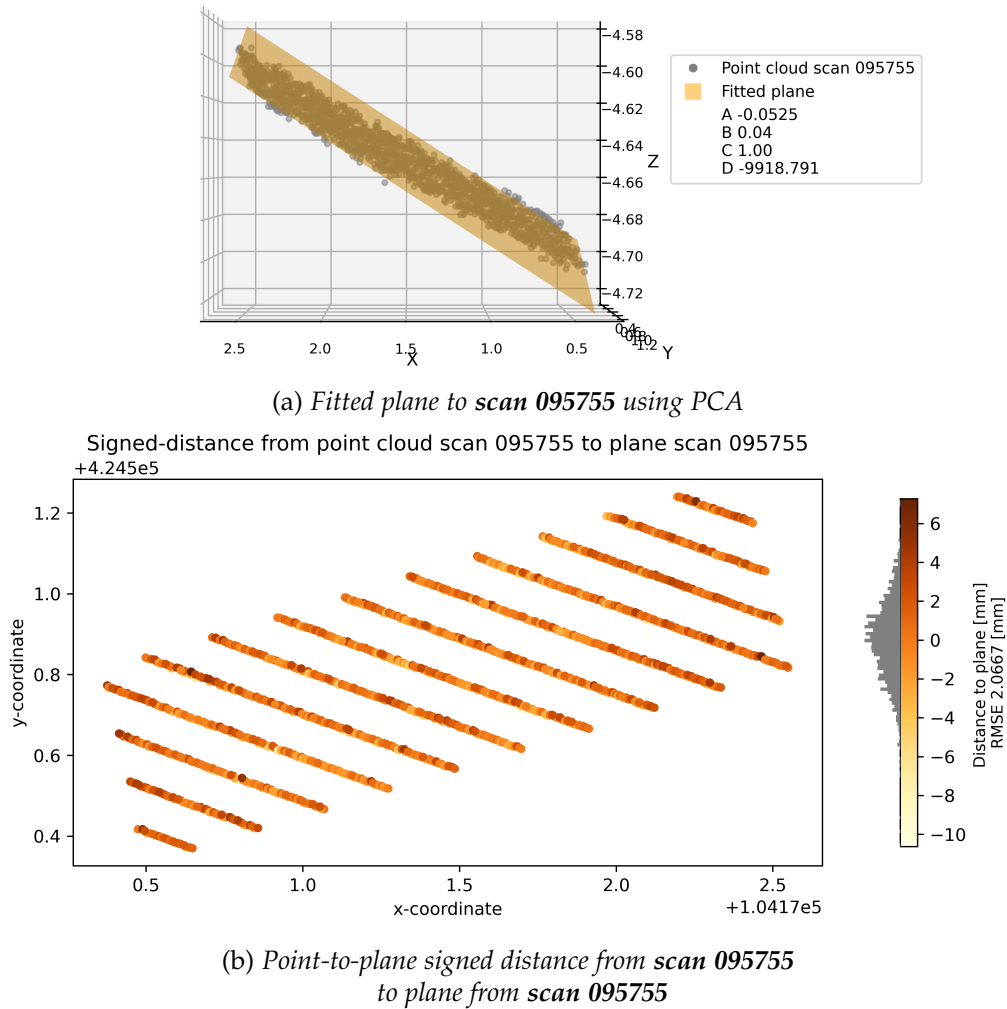 −4.58
−4.60
−4.62
−4.64
Z
−4.66
−4.68
−4.70
−4.72
Point cloud scan 095755
Fitted plane
A -0.0525
B 0.04
C 1.00
D -9918.791
2.5 2.0 1.5 1.0 0.5
X
0.4
1.2
Y
(a) Fitted plane to scan 095755 using PCA
Signed-distance from point cloud scan 095755 to plane scan 095755
+4.245e5
1.2
1.0
0.8
0.6
0.4
y-coordinate
0.5 1.0 1.5 2.0 2.5
x-coordinate
+1.0417e5
6
4
2
0
−2
−4
−6
−8
−10
Distance to plane [mm]
RMSE 2.0667 [mm]
(b) Point-to-plane signed distance from scan 095755
to plane from scan 095755